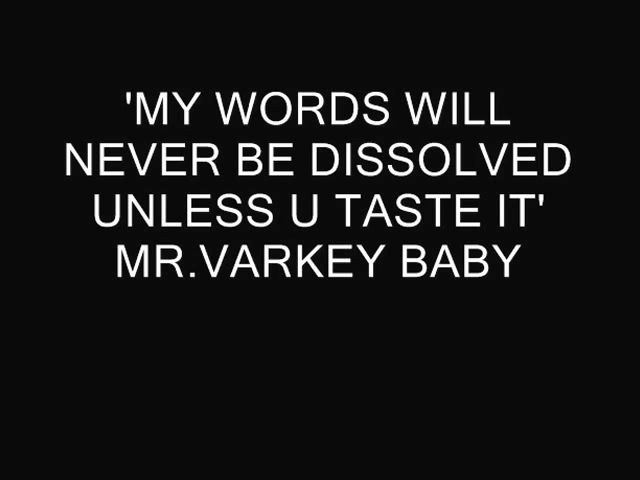 'MY WORDS WILL
NEVER BE DISSOLVED
UNLESS U TASTE IT'
MR.VARKEY BABY